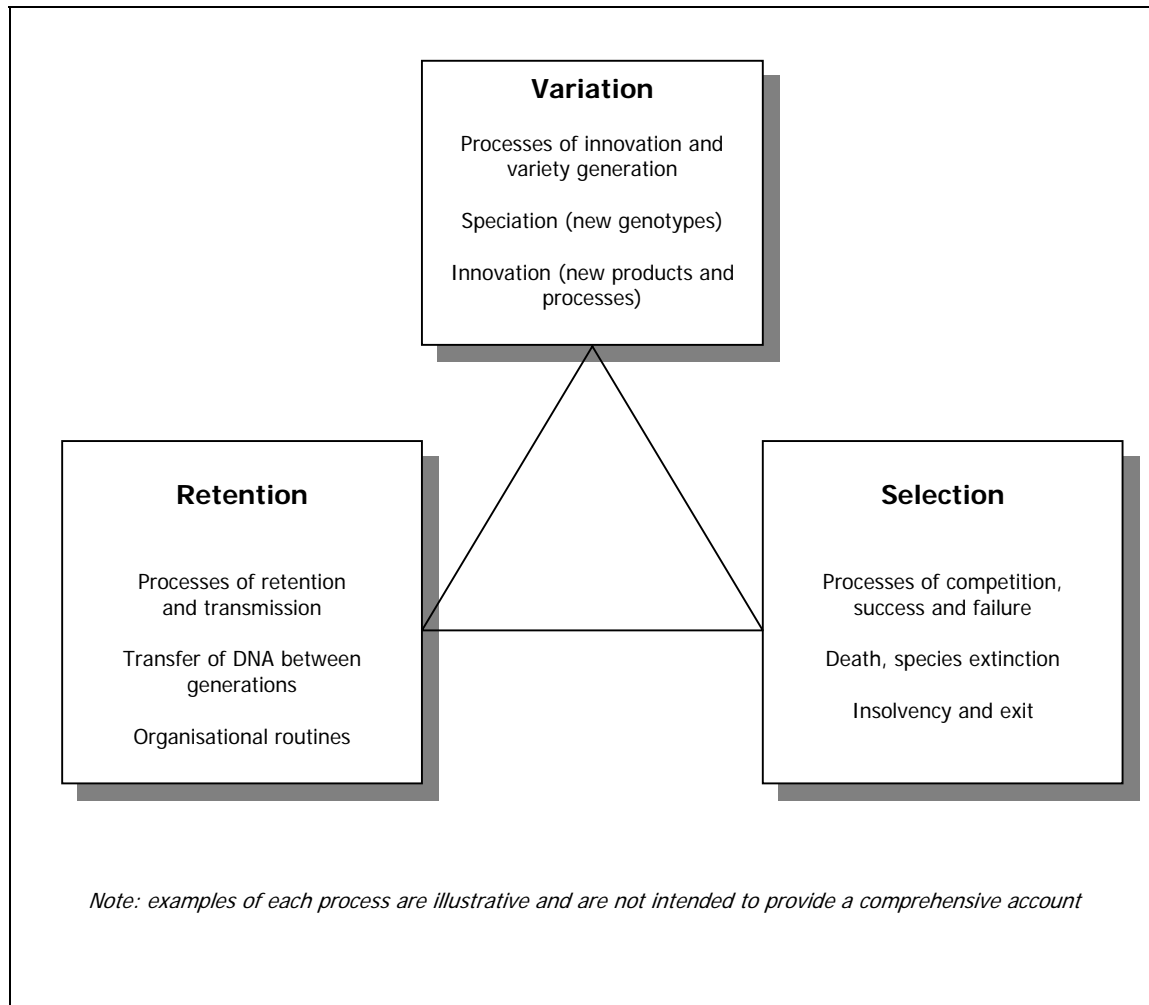 Variation
Processes of innovation and
variety generation
Speciation (new genotypes)
Innovation (new products and
processes)
Retention
Processes of retention
and transmission
Transfer of DNA between
generations
Organisational routines
Selection
Processes of competition,
success and failure
Death, species extinction
Insolvency and exit
Note: examples of each process are illustrative and are not intended to provide a comprehensive account